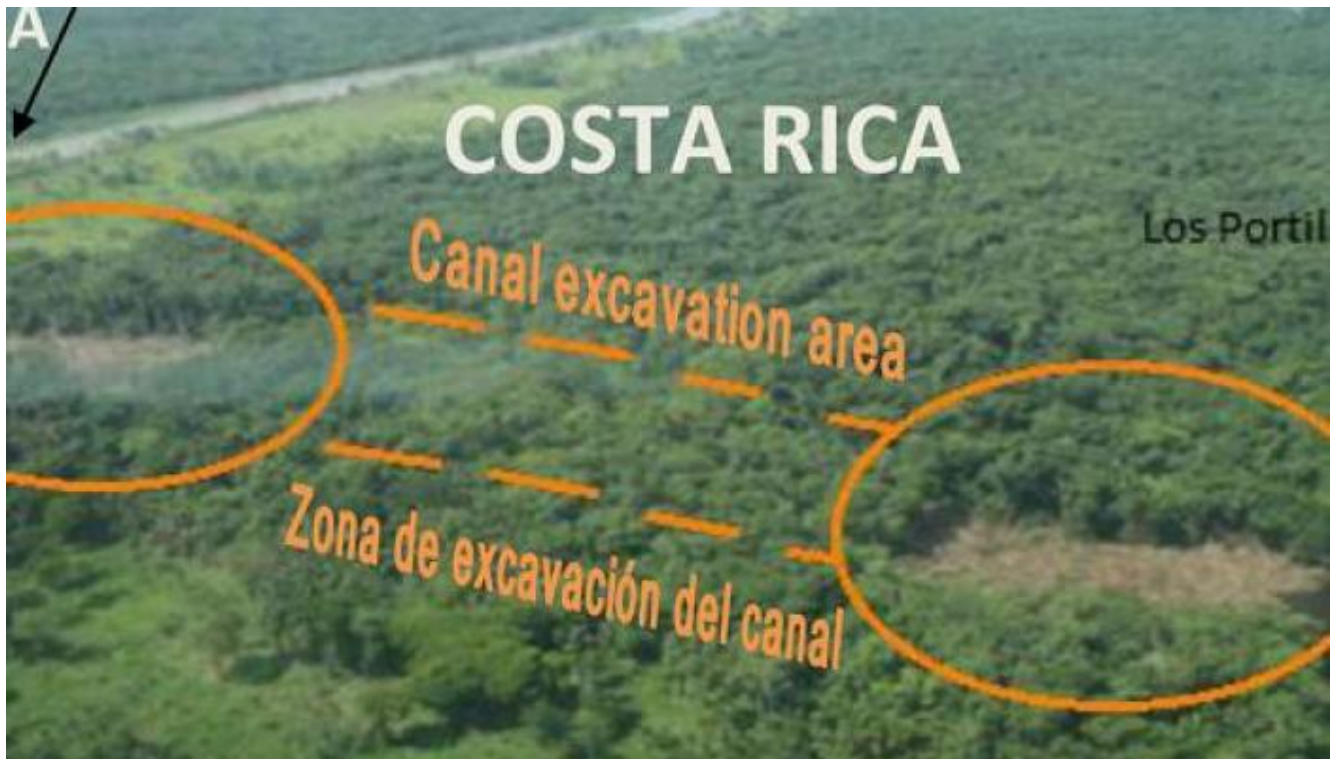 A
COSTA RICA
Los Portil
Canal excavation area
Zona de excavación del canal